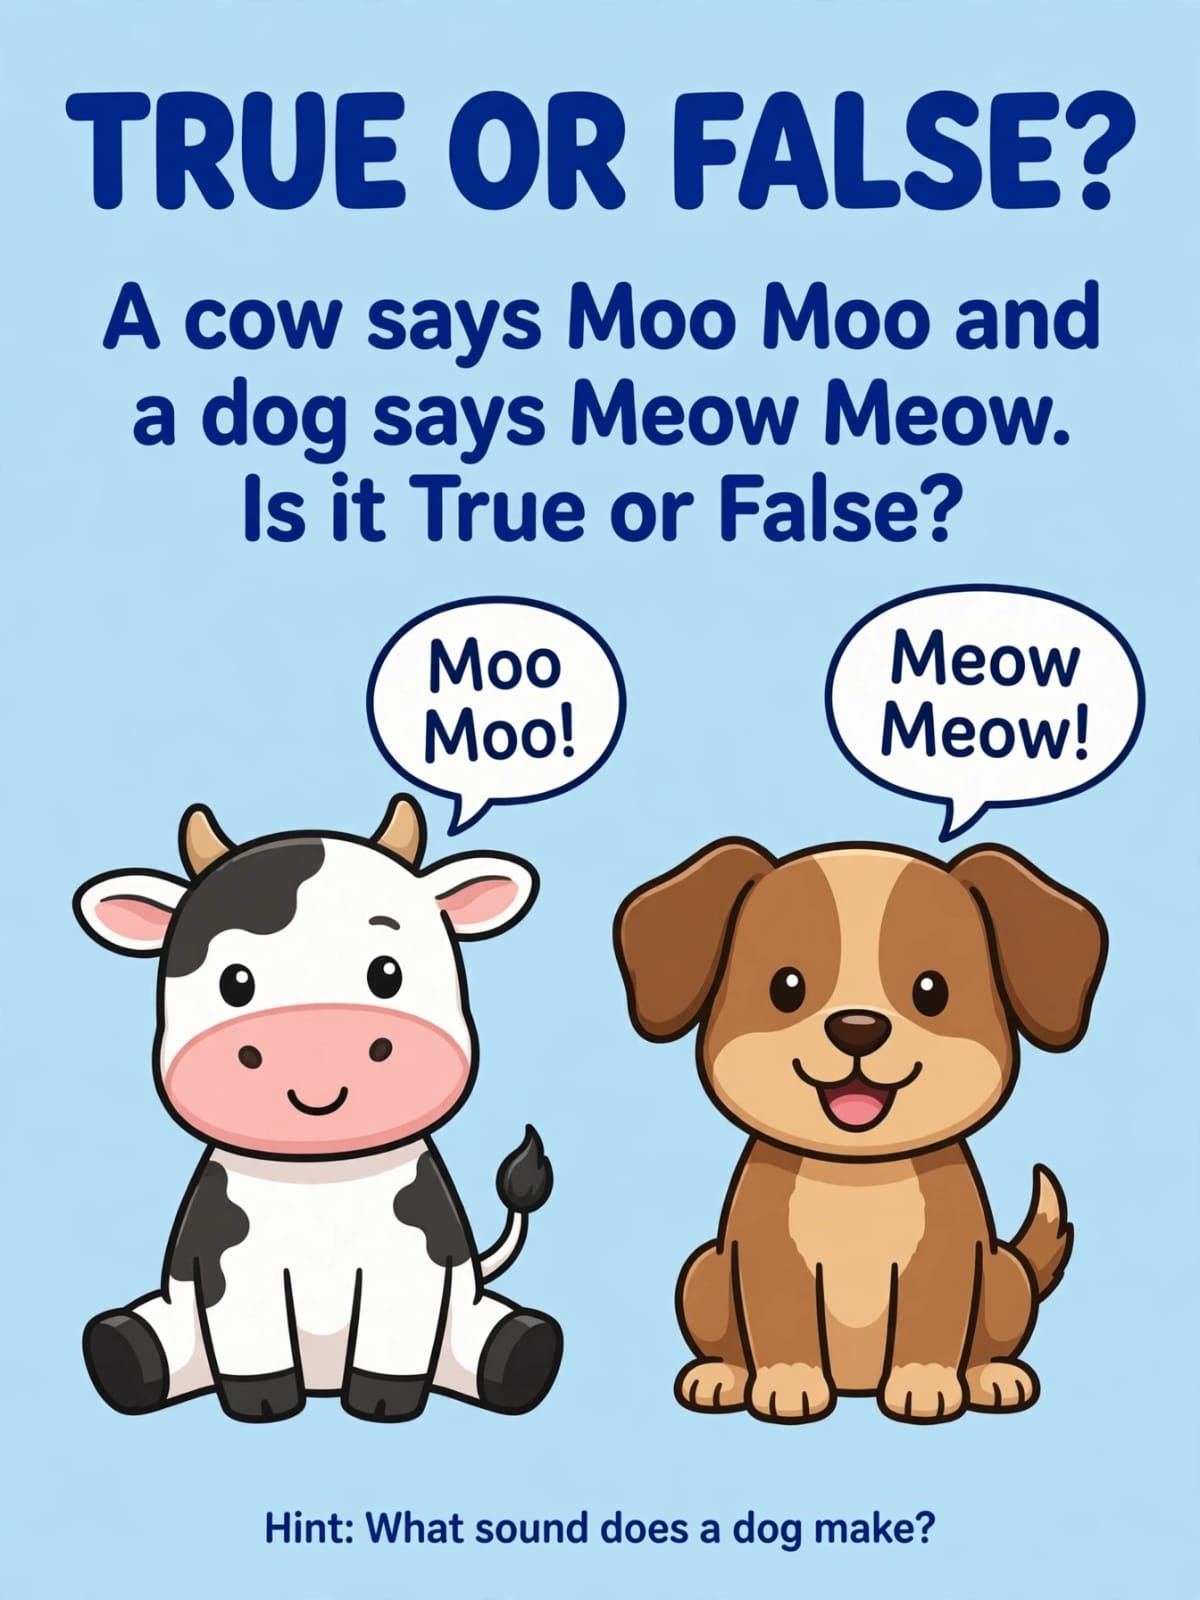 TRUE OR FALSE?
A cow says Moo Moo and
a dog says Meow Meow.
Is it True or False?
Moo
Moo!
Meow
Meow!
Hint: What sound does a dog make?